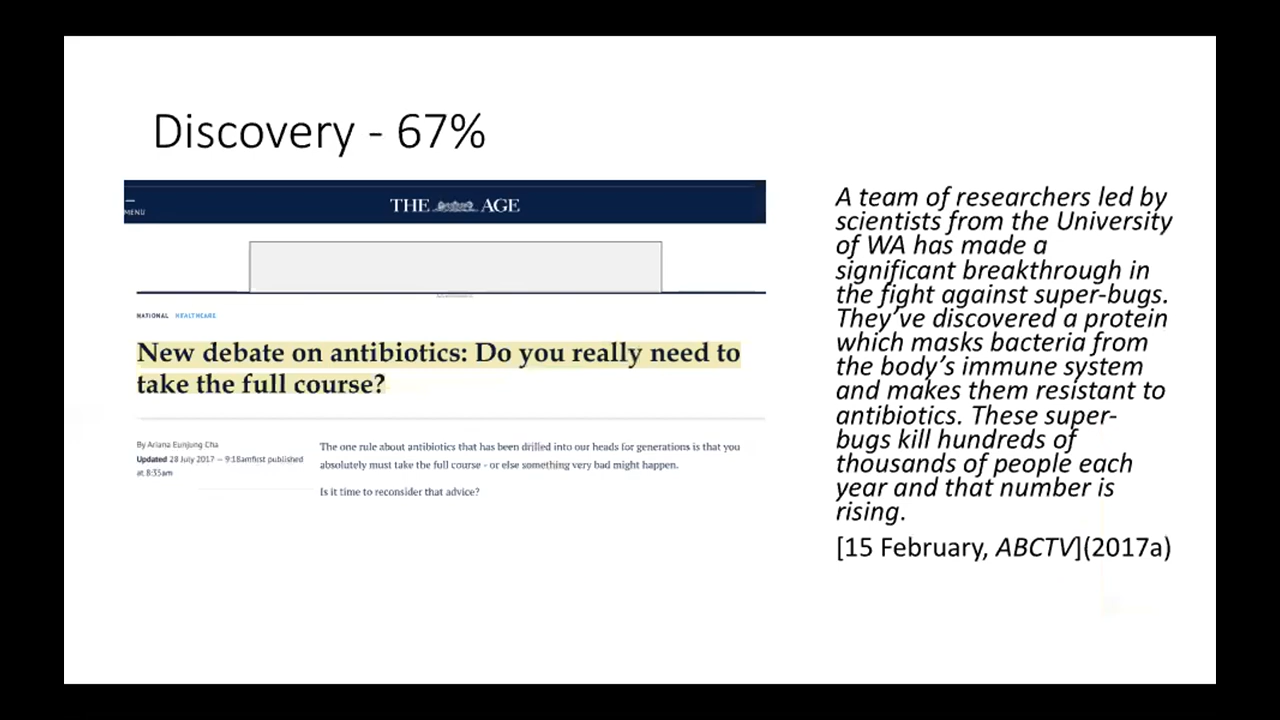 Discovery - 67%
MENU
THE AGE
NATIONAL HEALTHCARE
New debate on antibiotics: Do you really need to
take the full course?
By Ariana Eunjung Cha
Updated 28 July 2017 — 9:18amfirst published
at 8:35am
The one rule about antibiotics that has been drilled into our heads for generations is that you
absolutely must take the full course - or else something very bad might happen.
Is it time to reconsider that advice?
A team of researchers led by
scientists from the University
of WA has made a
significant breakthrough in
the fight against super-bugs.
They've discovered a protein
which masks bacteria from
the body's immune system
and makes them resistant to
antibiotics. These super-
bugs kill hundreds of
thousands of people each
year and that number is
rising.
[15 February, ABCTV](2017a)